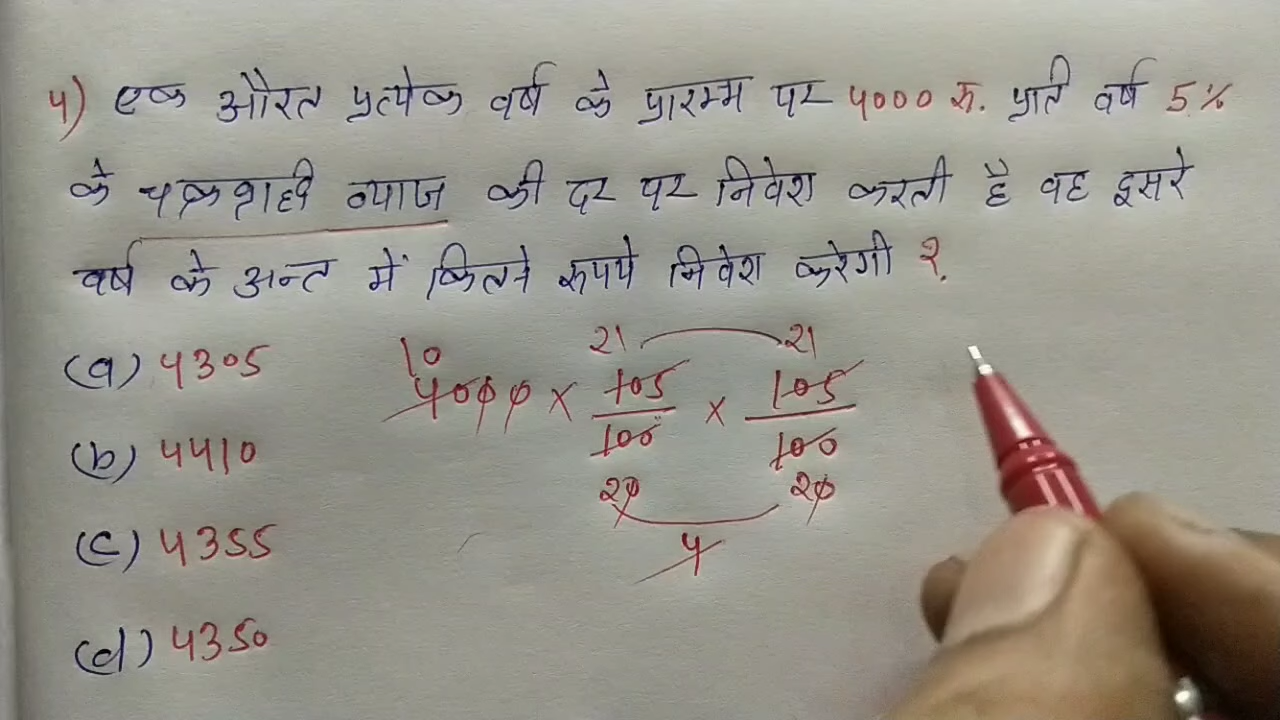 4) एक औरत प्रत्येक वर्ष के प्रारम्भ पर 4000 रु. प्रति वर्ष 5%
के चक्रवृाही व्याज की दर पर निवेश करती है वह दूसरे
वर्ष के अन्त में कितने रुपये निवेश करेगी ?
(a) 4305
(b) 4410
(c) 4355
(d) 4350
10 21 21
4000 × 105/100 × 105/100
20 20
4